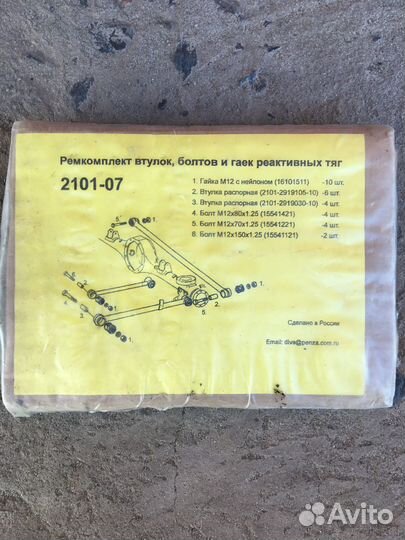 Ремкомплект втулок, болтов и гаек реактивных тяг
2101-07
1. Гайка М12 с нейлоном (16101511) -10 шт.
2. Втулка распорная (2101-2919105-10) -6 шт.
3. Втулка распорная (2101-2919030-10) -4 шт.
4. Болт М12х80х1.25 (15541421) -4 шт.
5. Болт М12х70х1.25 (15541221) -4 шт.
6. Болт М12х150х1.25 (15541121) -2 шт.
Сделано в России
Email: diva@penza.com.ru
Avito